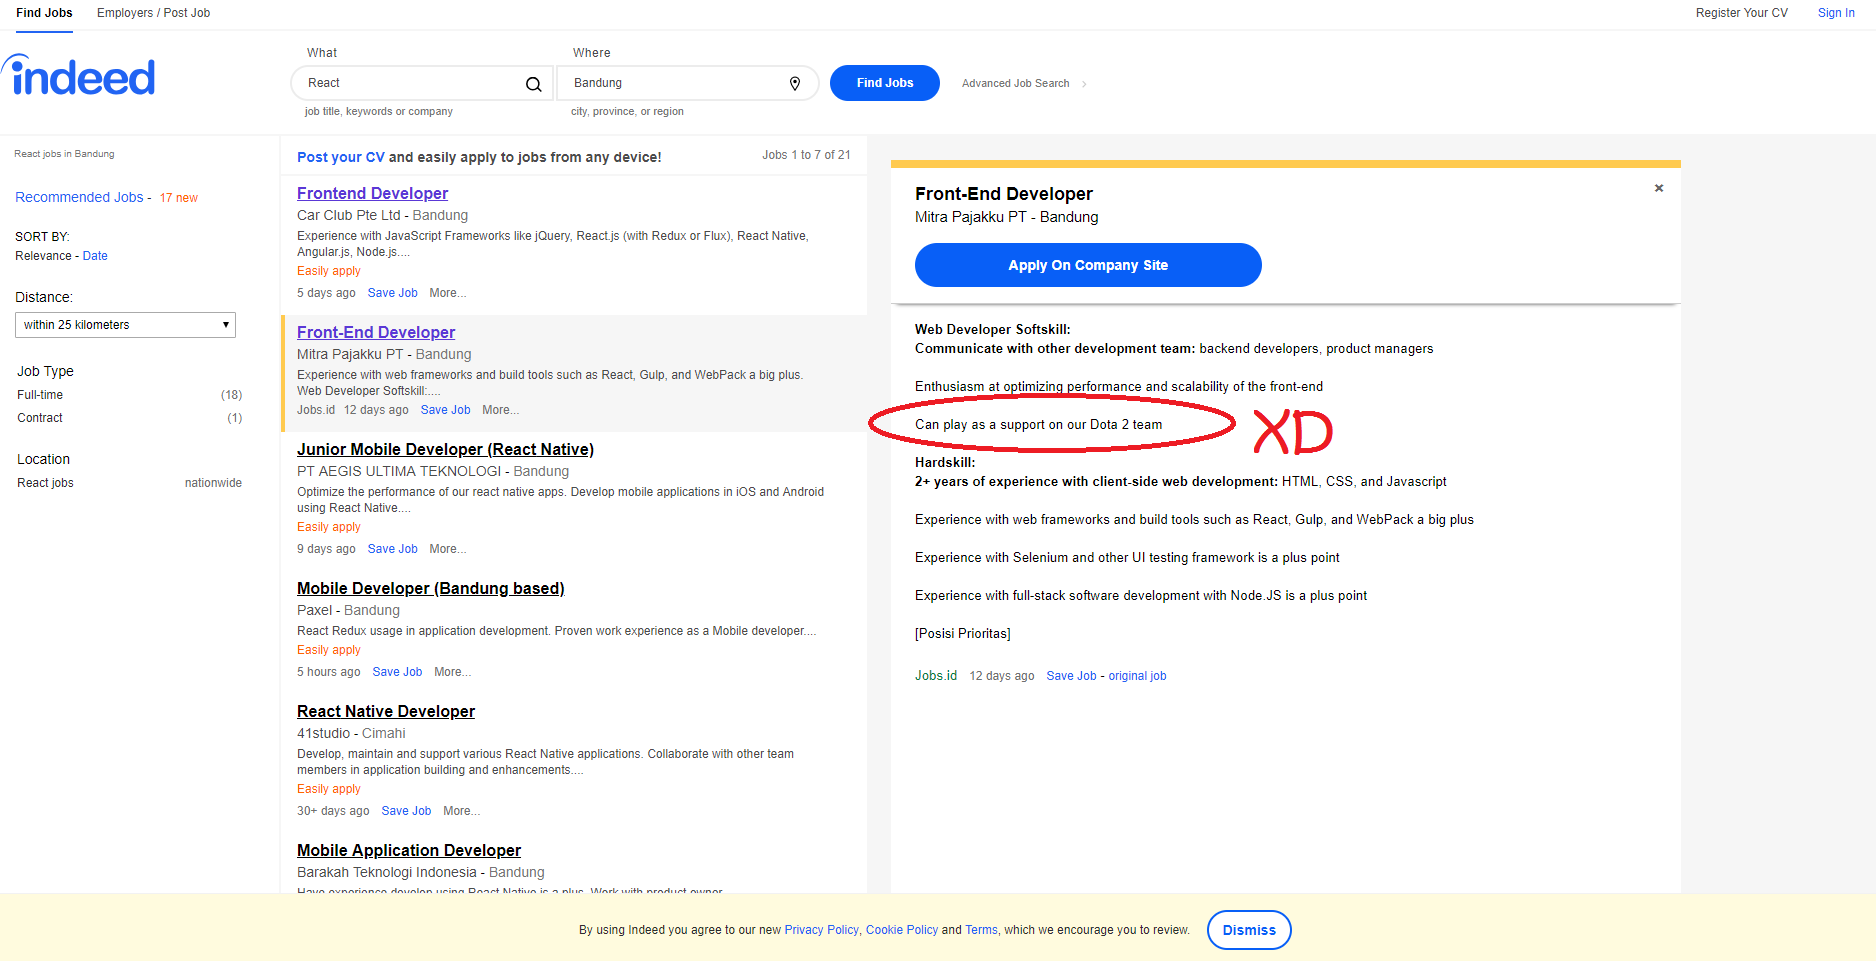 Find Jobs
Employers / Post Job
Register Your CV
Sign In
indeed
What
Where
React
Bandung
Find Jobs
Advanced Job Search
job title, keywords or company
city, province, or region
React jobs in Bandung
Recommended Jobs - 17 new
SORT BY:
Relevance - Date
Distance:
within 25 kilometers
Job Type
Full-time (18)
Contract (1)
Location
React jobs nationwide
Post your CV and easily apply to jobs from any device!
Jobs 1 to 7 of 21
Frontend Developer
Car Club Pte Ltd - Bandung
Experience with JavaScript Frameworks like jQuery, React.js (with Redux or Flux), React Native,
Angular.js, Node.js....
Easily apply
5 days ago Save Job More...
Front-End Developer
Mitra Pajakku PT - Bandung
Experience with web frameworks and build tools such as React, Gulp, and WebPack a big plus.
Web Developer Softskill:....
Jobs.id 12 days ago Save Job More...
Junior Mobile Developer (React Native)
PT AEGIS ULTIMA TEKNOLOGI - Bandung
Optimize the performance of our react native apps. Develop mobile applications in iOS and Android
using React Native....
Easily apply
9 days ago Save Job More...
Mobile Developer (Bandung based)
Paxel - Bandung
React Redux usage in application development. Proven work experience as a Mobile developer....
Easily apply
5 hours ago Save Job More...
React Native Developer
41studio - Cimahi
Develop, maintain and support various React Native applications. Collaborate with other team
members in application building and enhancements....
Easily apply
30+ days ago Save Job More...
Mobile Application Developer
Barakah Teknologi Indonesia - Bandung
Have experience develop using React Native is a plus. Work with product owner
Front-End Developer
×
Mitra Pajakku PT - Bandung
Apply On Company Site
Web Developer Softskill:
Communicate with other development team: backend developers, product managers
Enthusiasm at optimizing performance and scalability of the front-end
Can play as a support on our Dota 2 team
XD
Hardskill:
2+ years of experience with client-side web development: HTML, CSS, and Javascript
Experience with web frameworks and build tools such as React, Gulp, and WebPack a big plus
Experience with Selenium and other UI testing framework is a plus point
Experience with full-stack software development with Node.JS is a plus point
[Posisi Prioritas]
Jobs.id 12 days ago Save Job - original job
By using Indeed you agree to our new Privacy Policy, Cookie Policy and Terms, which we encourage you to review.
Dismiss